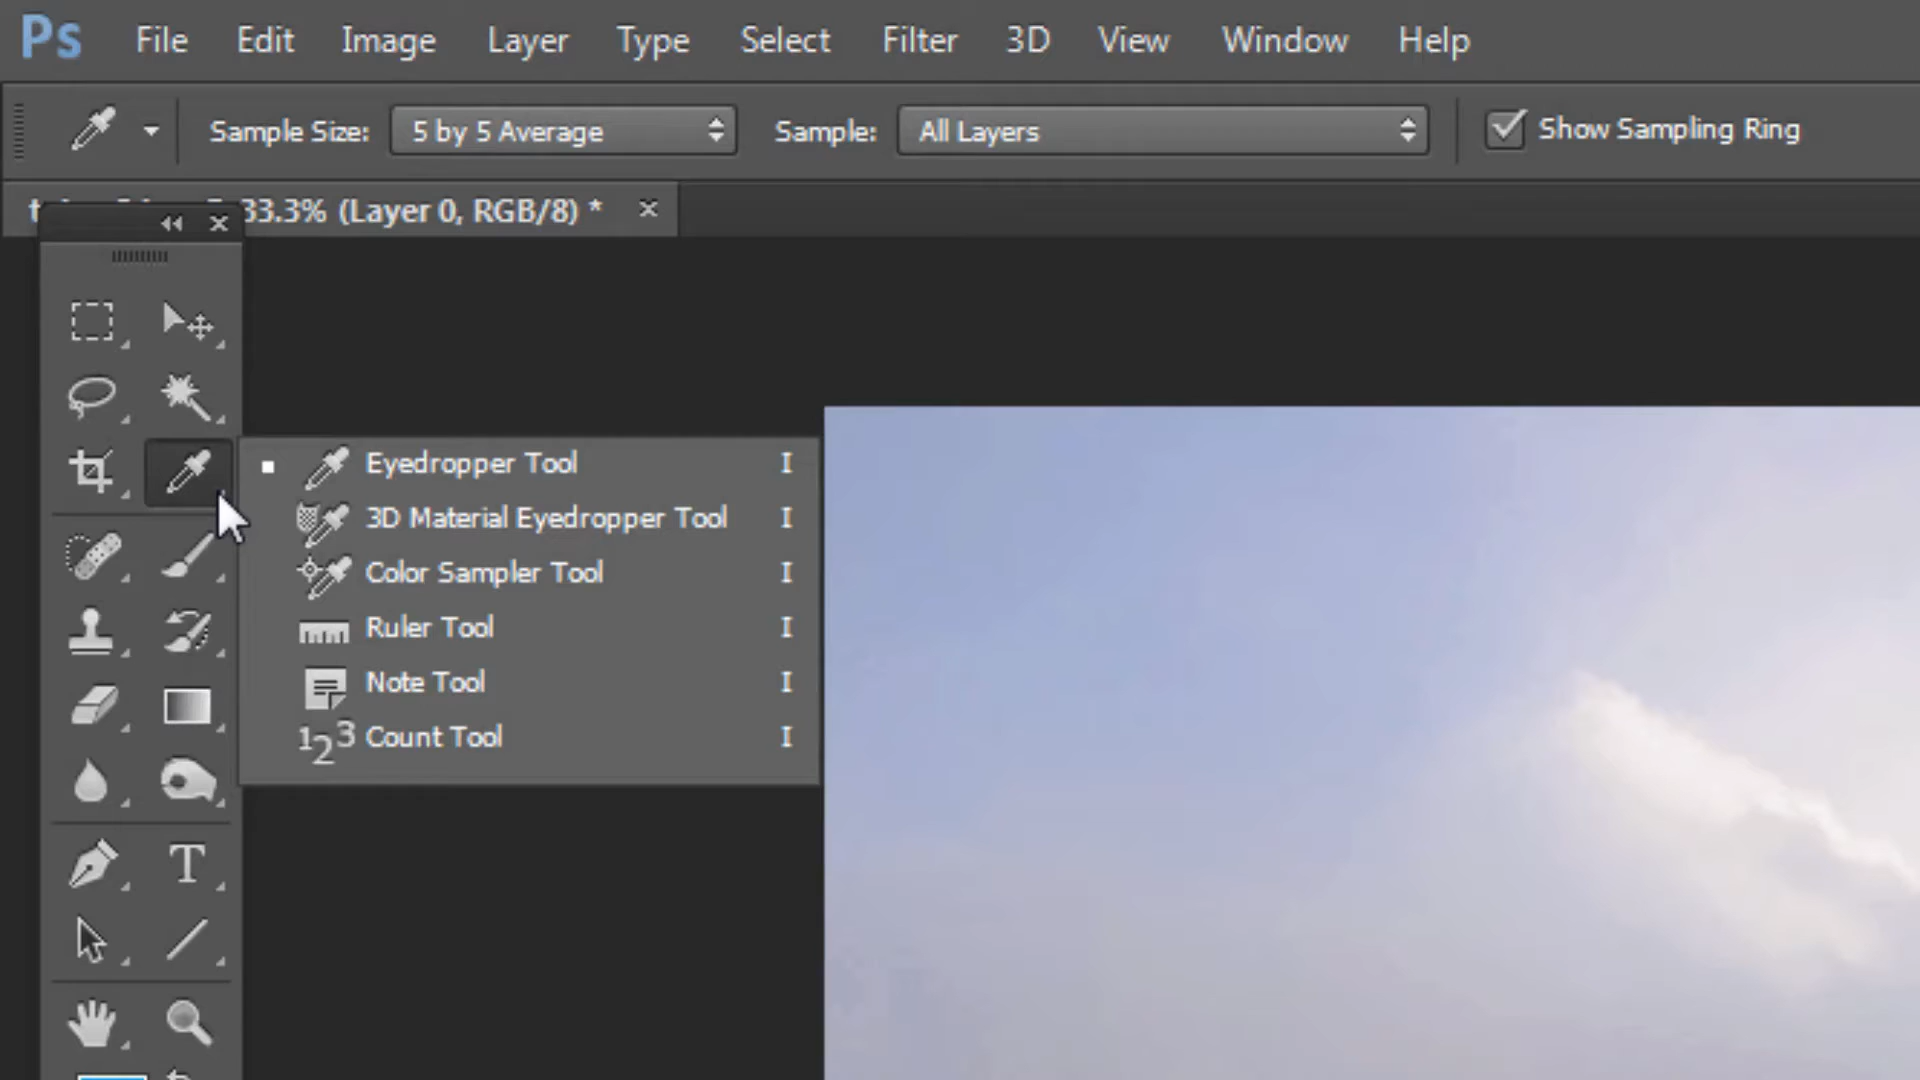 Ps File Edit Image Layer Type Select Filter 3D View Window Help
Sample Size: 5 by 5 Average Sample: All Layers Show Sampling Ring
33.3% (Layer 0, RGB/8) *
Eyedropper Tool I
3D Material Eyedropper Tool I
Color Sampler Tool I
Ruler Tool I
Note Tool I
123 Count Tool I
T